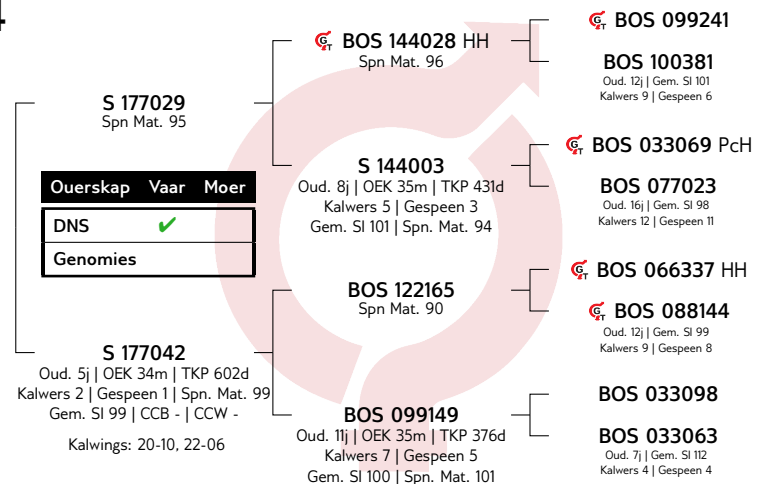 S 177029
Spn Mat. 95
Ouerskap Vaar Moer
DNS ✔
Genomies
S 177042
Oud. 5j | OEK 34m | TKP 602d
Kalwers 2 | Gespeen 1 | Spn. Mat. 99
Gem. SI 99 | CCB - | CCW -
Kalwings: 20-10, 22-06
GT BOS 144028 HH
Spn Mat. 96
S 144003
Oud. 8j | OEK 35m | TKP 431d
Kalwers 5 | Gespeen 3
Gem. SI 101 | Spn. Mat. 94
BOS 122165
Spn Mat. 90
BOS 099149
Oud. 11j | OEK 35m | TKP 376d
Kalwers 7 | Gespeen 5
Gem. SI 100 | Spn. Mat. 101
GT BOS 099241
BOS 100381
Oud. 12j | Gem. SI 101
Kalwers 9 | Gespeen 6
GT BOS 033069 PcH
BOS 077023
Oud. 16j | Gem. SI 98
Kalwers 12 | Gespeen 11
GT BOS 066337 HH
GT BOS 088144
Oud. 12j | Gem. SI 99
Kalwers 9 | Gespeen 8
BOS 033098
BOS 033063
Oud. 7j | Gem. SI 112
Kalwers 4 | Gespeen 4